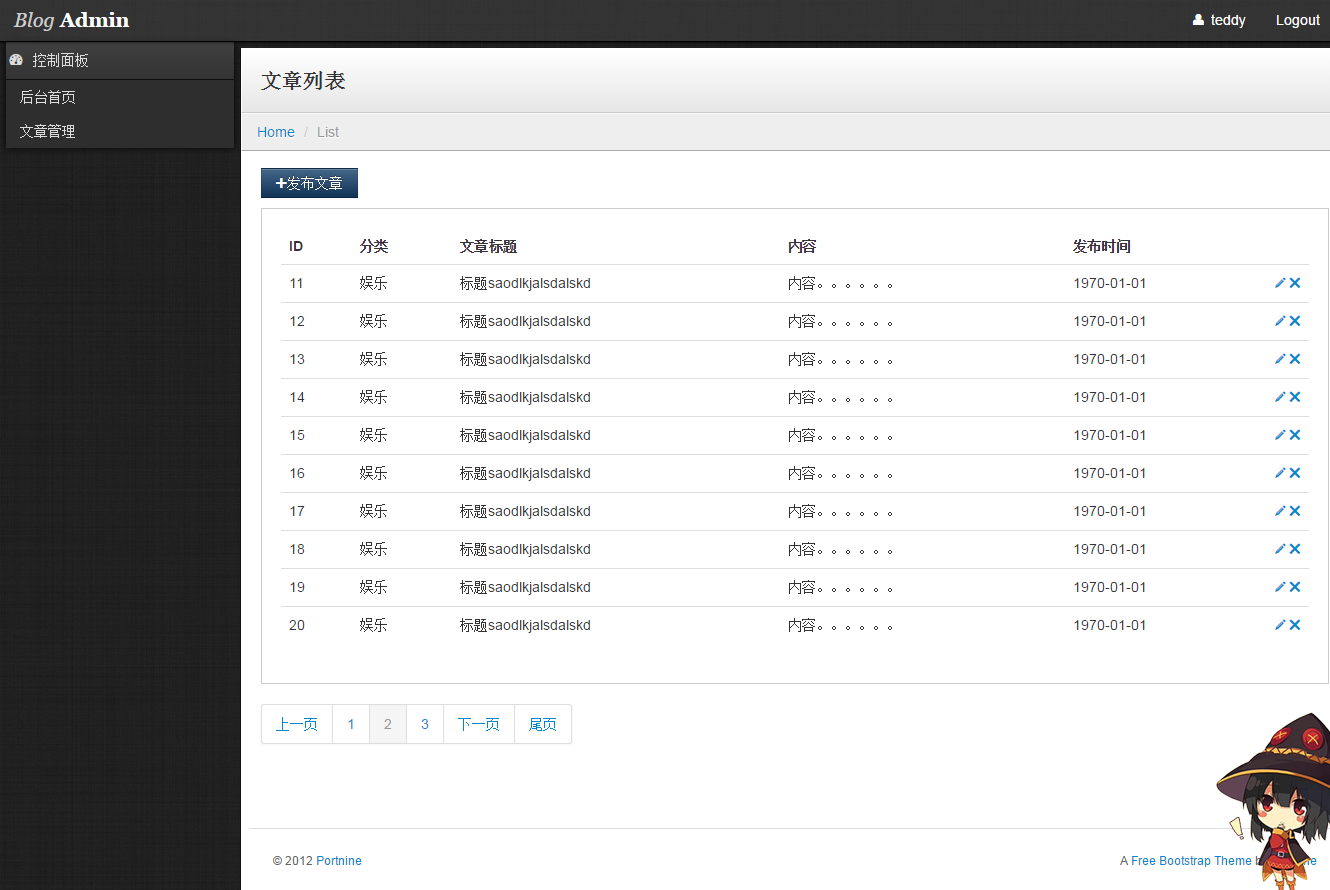 Blog Admin
teddy
Logout
控制面板
后台首页
文章管理
文章列表
Home / List
+发布文章
ID 分类 文章标题 内容 发布时间
11 娱乐 标题saodlkjalsdalskd 内容。。。。。。 1970-01-01
12 娱乐 标题saodlkjalsdalskd 内容。。。。。。 1970-01-01
13 娱乐 标题saodlkjalsdalskd 内容。。。。。。 1970-01-01
14 娱乐 标题saodlkjalsdalskd 内容。。。。。。 1970-01-01
15 娱乐 标题saodlkjalsdalskd 内容。。。。。。 1970-01-01
16 娱乐 标题saodlkjalsdalskd 内容。。。。。。 1970-01-01
17 娱乐 标题saodlkjalsdalskd 内容。。。。。。 1970-01-01
18 娱乐 标题saodlkjalsdalskd 内容。。。。。。 1970-01-01
19 娱乐 标题saodlkjalsdalskd 内容。。。。。。 1970-01-01
20 娱乐 标题saodlkjalsdalskd 内容。。。。。。 1970-01-01
上一页 1 2 3 下一页 尾页
© 2012 Portnine
A Free Bootstrap Theme